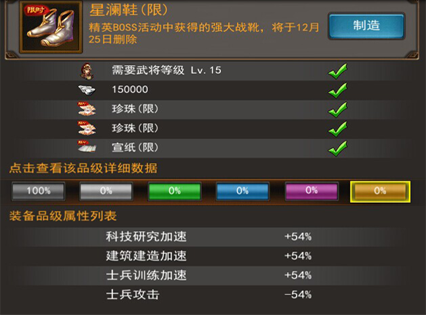 星澜鞋(限)
精英BOSS活动中获得的强大战靴，将于12月
25日删除
制造
需要武将等级 Lv.15
150000
珍珠(限)
珍珠(限)
宣纸(限)
点击查看该品级详细数据
100% 0% 0% 0% 0% 0%
装备品级属性列表
科技研究加速 +54%
建筑建造加速 +54%
士兵训练加速 +54%
士兵攻击 -54%